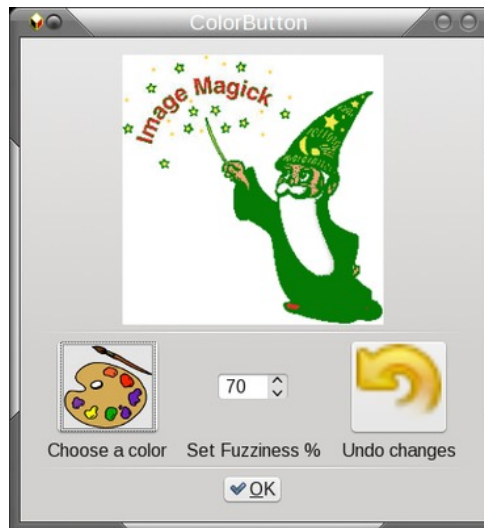 ColorButton
Image Magick
70
Choose a color
Set Fuzziness %
Undo changes
OK